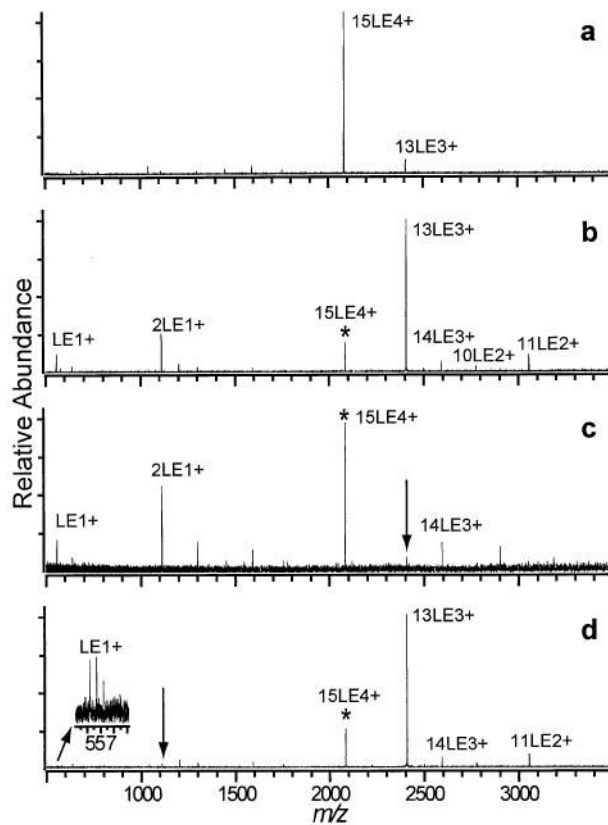 15LE4+
a
13LE3+
13LE3+
b
15LE4+
*
14LE3+
2LE1+
LE1+
10LE2+
11LE2+
* 15LE4+
c
2LE1+
LE1+
14LE3+
13LE3+
d
LE1+
557
15LE4+
*
14LE3+
11LE2+
1000 1500 2000 2500 3000
m/z
Relative Abundance